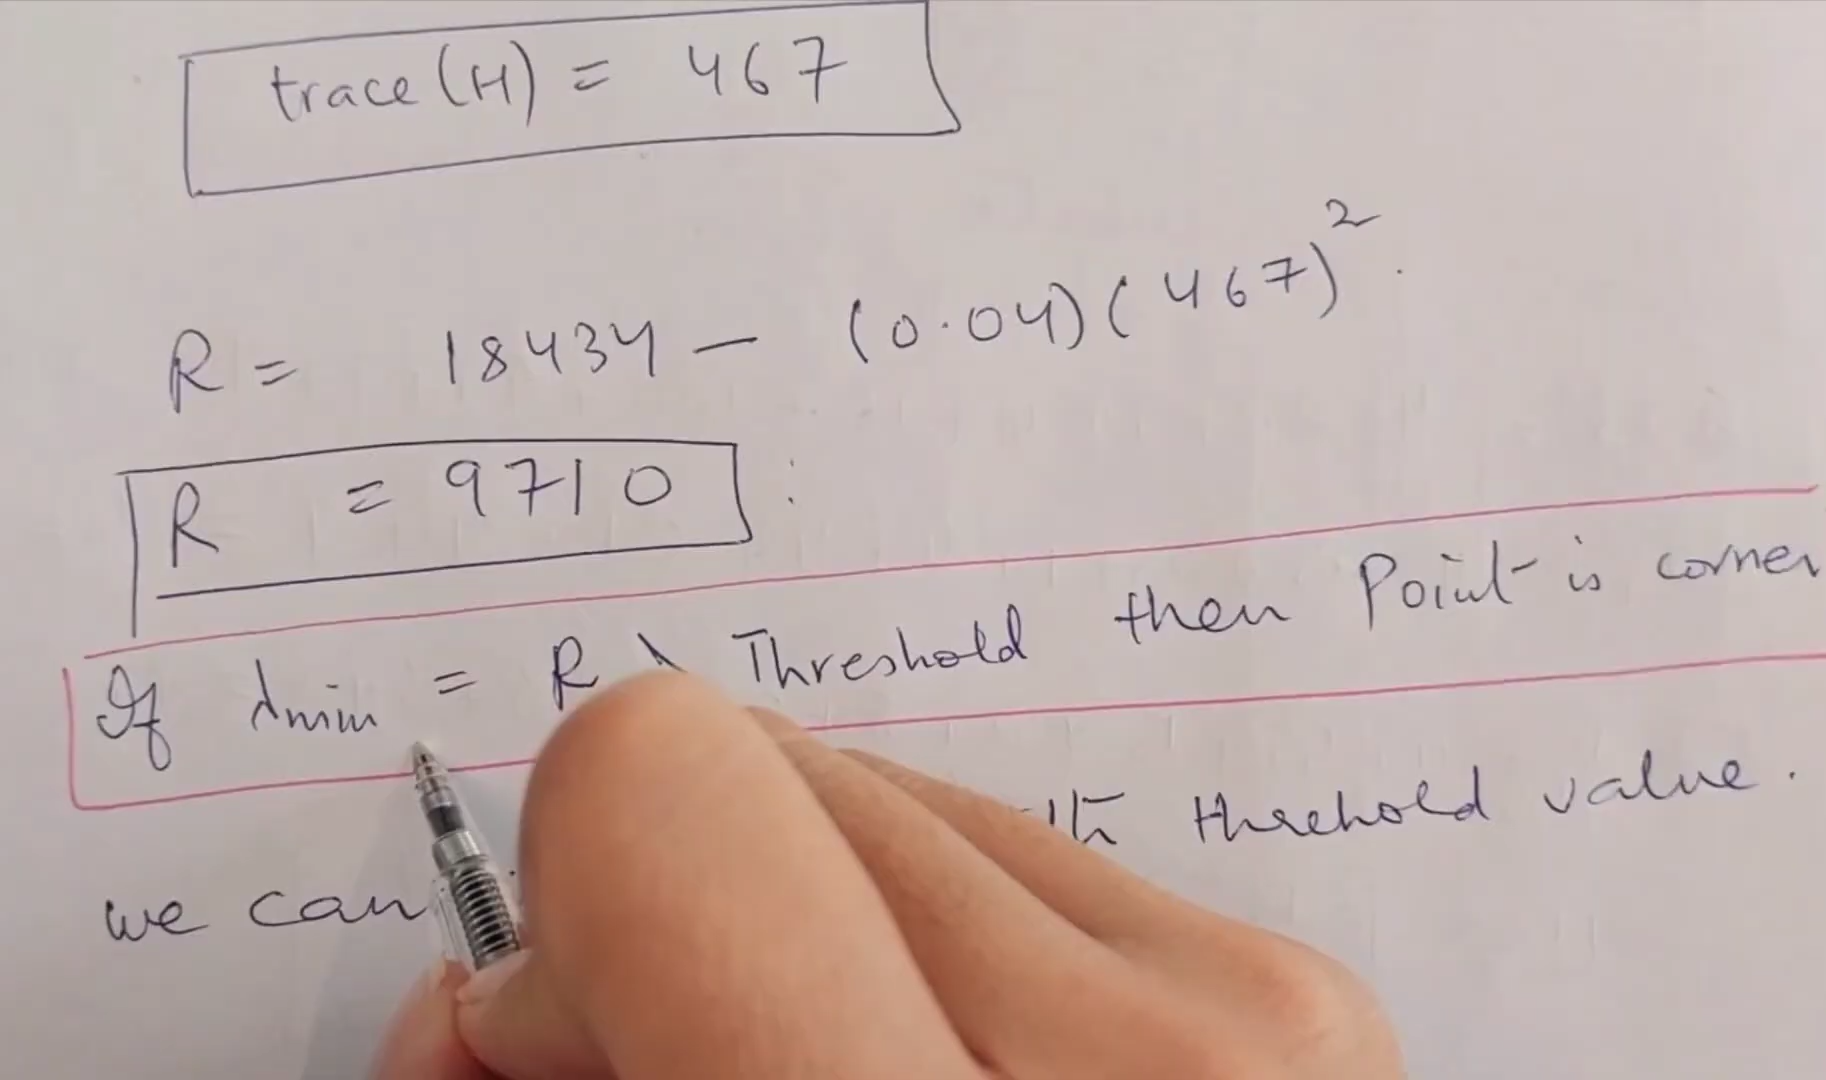 trace(H) = 467
R = 18434 - (0.04)(467)².
R = 9710
If λmin = R Threshold then Point is corner
we can threhold value.